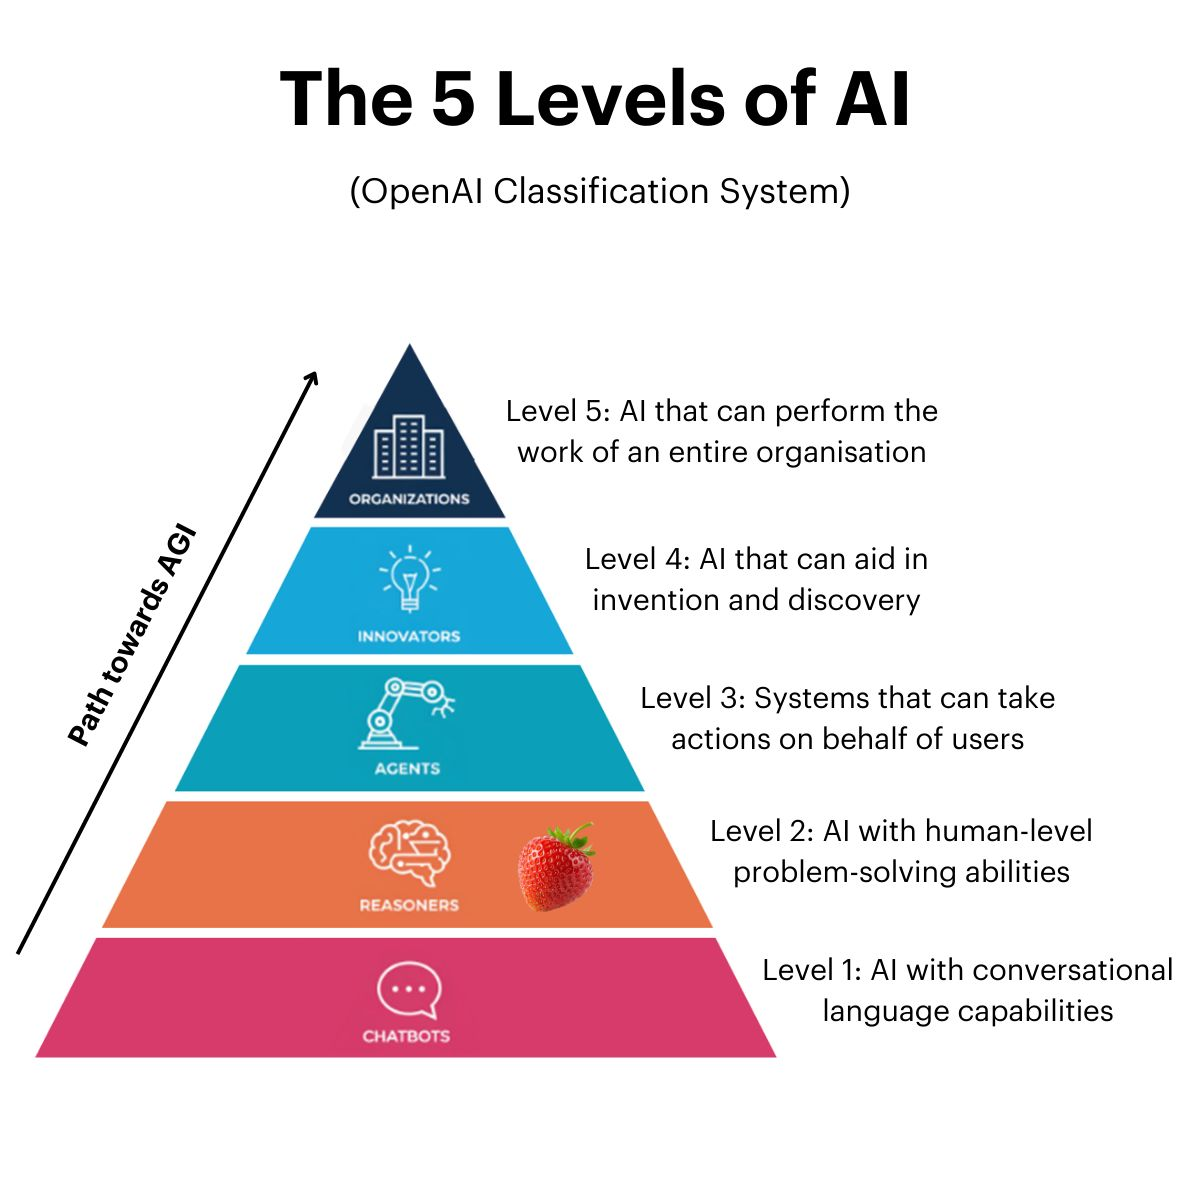 The 5 Levels of AI
(OpenAI Classification System)
Path towards AGI
ORGANIZATIONS
Level 5: AI that can perform the
work of an entire organisation
INNOVATORS
Level 4: AI that can aid in
invention and discovery
AGENTS
Level 3: Systems that can take
actions on behalf of users
REASONERS
Level 2: AI with human-level
problem-solving abilities
CHATBOTS
Level 1: AI with conversational
language capabilities